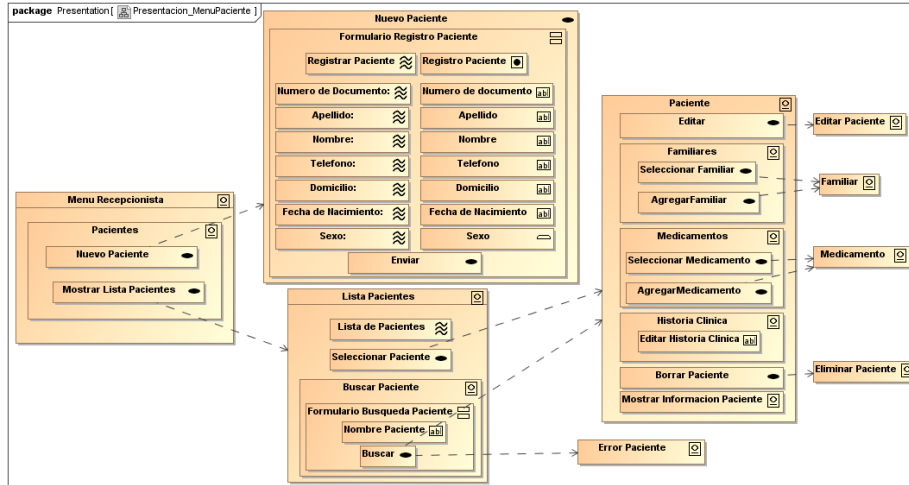 package Presentation[ Presentacion_MenuPaciente ]
Nuevo Paciente
Formulario Registro Paciente
Registrar Paciente
Registro Paciente
Numero de Documento:
Numero de documento
Apellido:
Apellido
Nombre:
Nombre
Telefono:
Telefono
Domicilio:
Domicilio
Fecha de Nacimiento:
Fecha de Nacimiento
Sexo:
Sexo
Enviar
Menu Recepcionista
Pacientes
Nuevo Paciente
Mostrar Lista Pacientes
Lista Pacientes
Lista de Pacientes
Seleccionar Paciente
Buscar Paciente
Formulario Busqueda Paciente
Nombre Paciente
Buscar
Paciente
Editar
Familiares
Seleccionar Familiar
AgregarFamiliar
Medicamentos
Seleccionar Medicamento
AgregarMedicamento
Historia Clinica
Editar Historia Clinica
Borrar Paciente
Mostrar Informacion Paciente
Editar Paciente
Familiar
Medicamento
Eliminar Paciente
Error Paciente